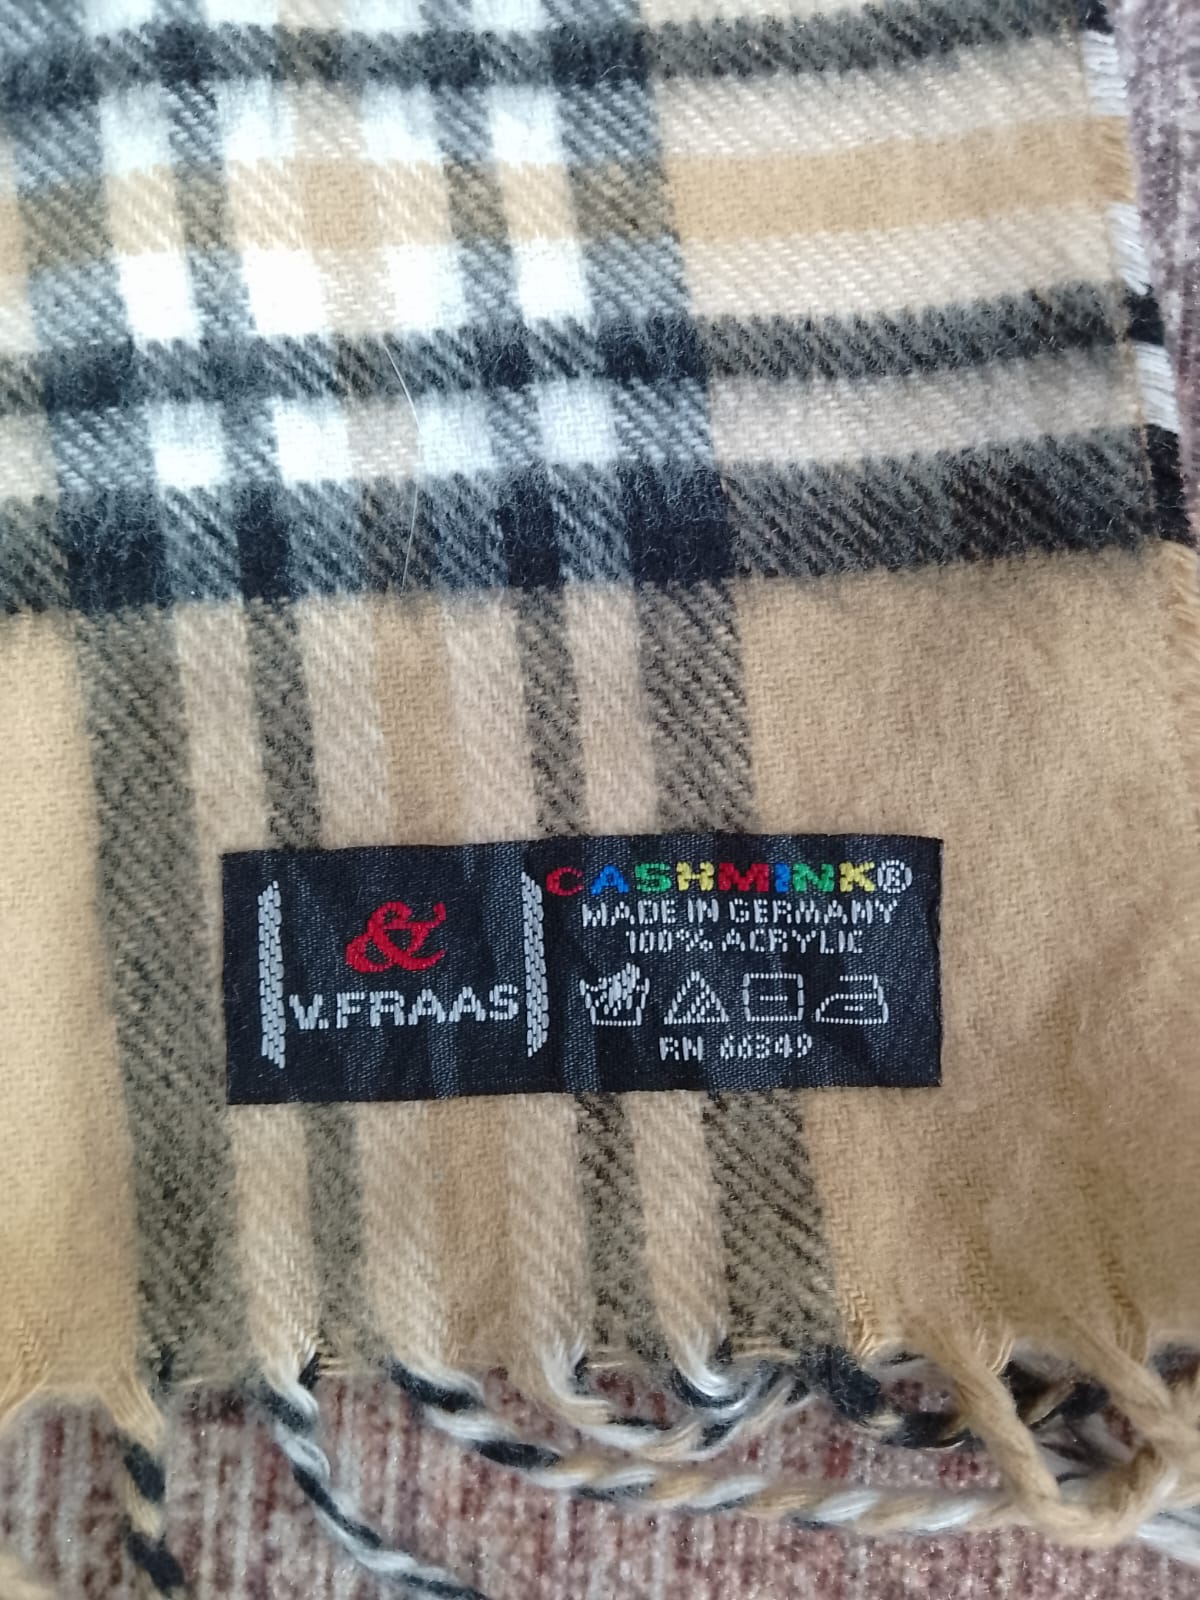 &
V.FRAAS
CASHMINK®
MADE IN GERMANY
100% ACRYLIC
RN 66349